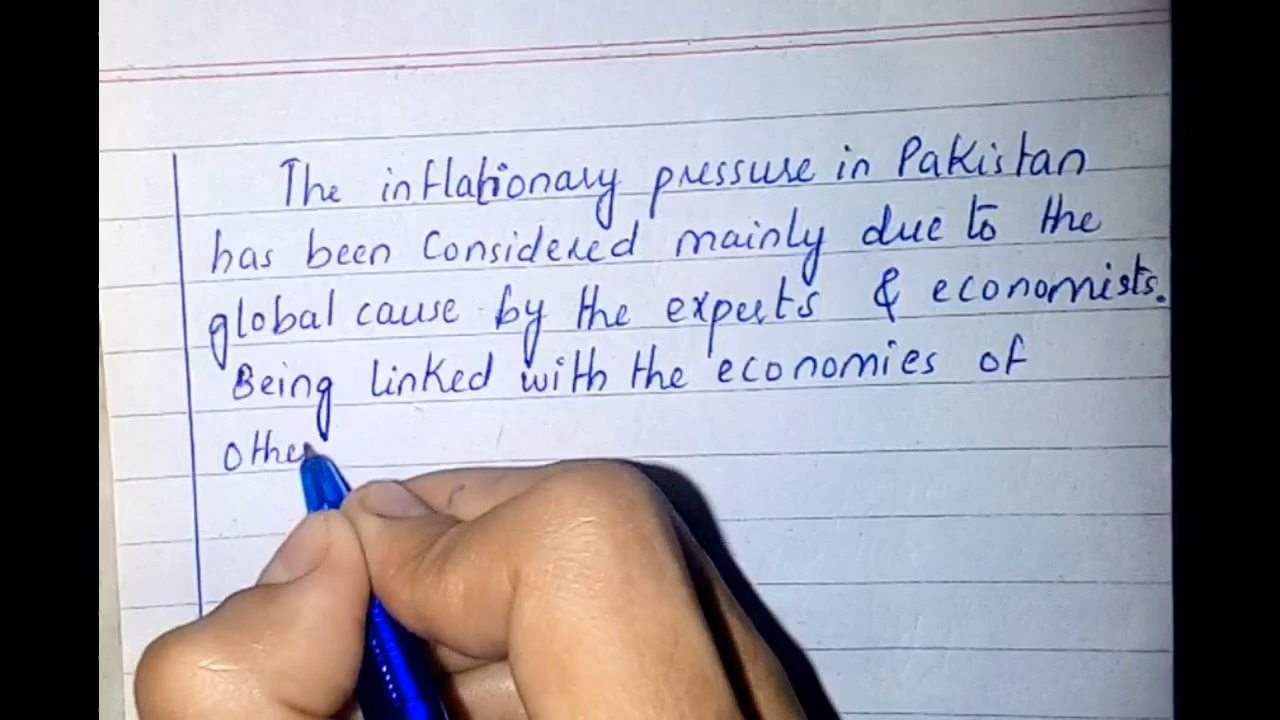 The inflationary pressure in Pakistan
has been Considered mainly due to the
global cause by the experts & economists.
Being linked with the economies of
othe